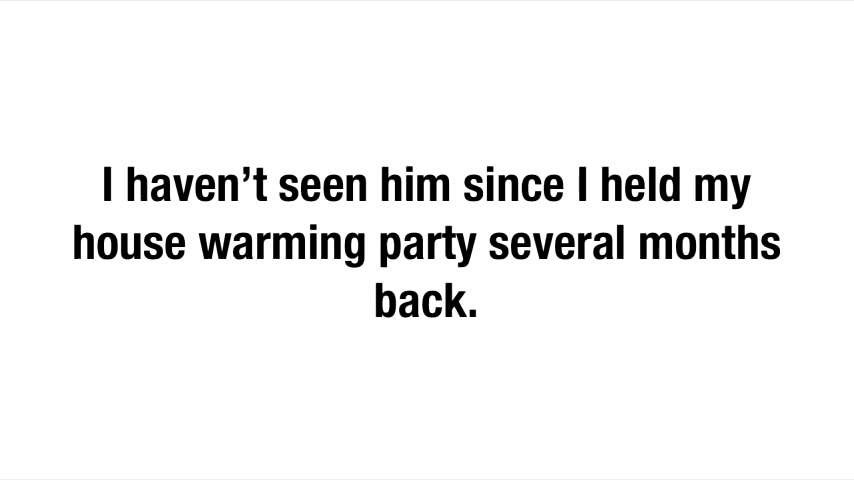 I haven’t seen him since I held my
house warming party several months
back.